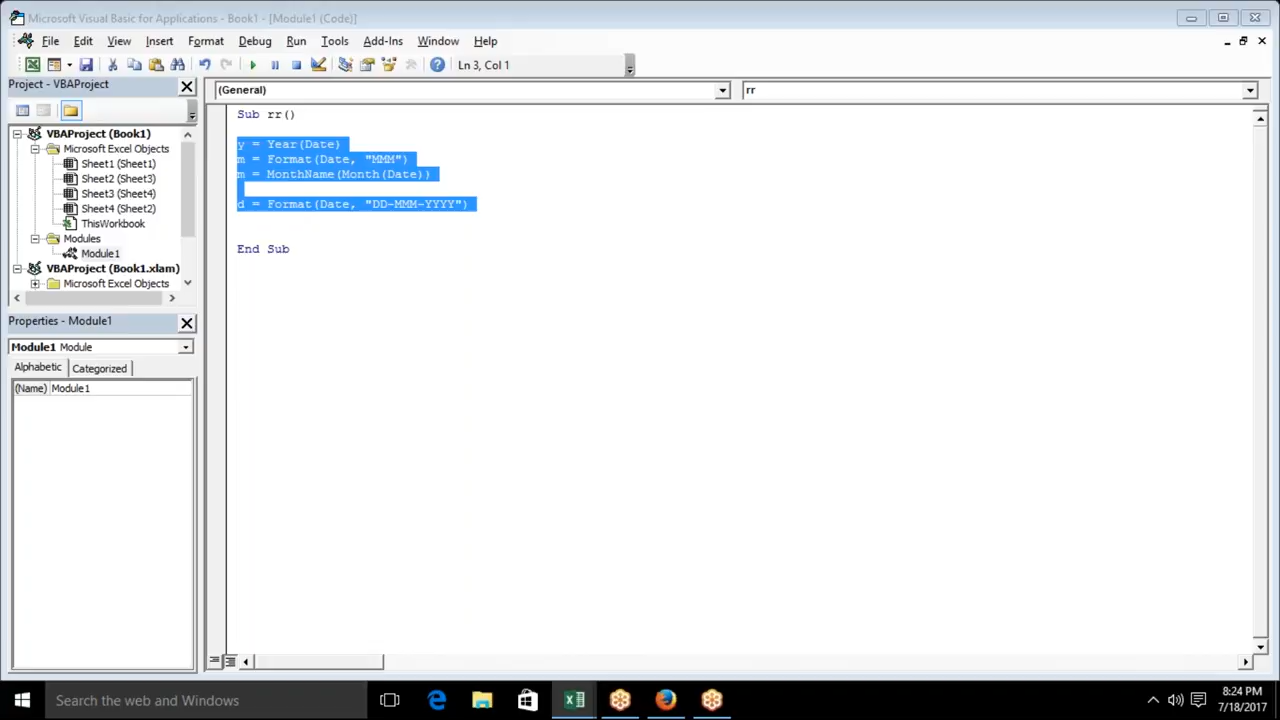 Microsoft Visual Basic for Applications - Book1 - [Module1 (Code)]
File Edit View Insert Format Debug Run Tools Add-Ins Window Help
Ln 3, Col 1
Project - VBAProject
(General)
rr
VBAProject (Book1)
Microsoft Excel Objects
Sheet1 (Sheet1)
Sheet2 (Sheet3)
Sheet3 (Sheet4)
Sheet4 (Sheet2)
ThisWorkbook
Modules
Module1
VBAProject (Book1.xlam)
Microsoft Excel Objects
Properties - Module1
Module1 Module
Alphabetic Categorized
(Name) Module1
Sub rr()
y = Year(Date)
m = Format(Date, "MMM")
m = MonthName(Month(Date))
d = Format(Date, "DD-MMM-YYYY")
End Sub
Search the web and Windows
8:24 PM
7/18/2017